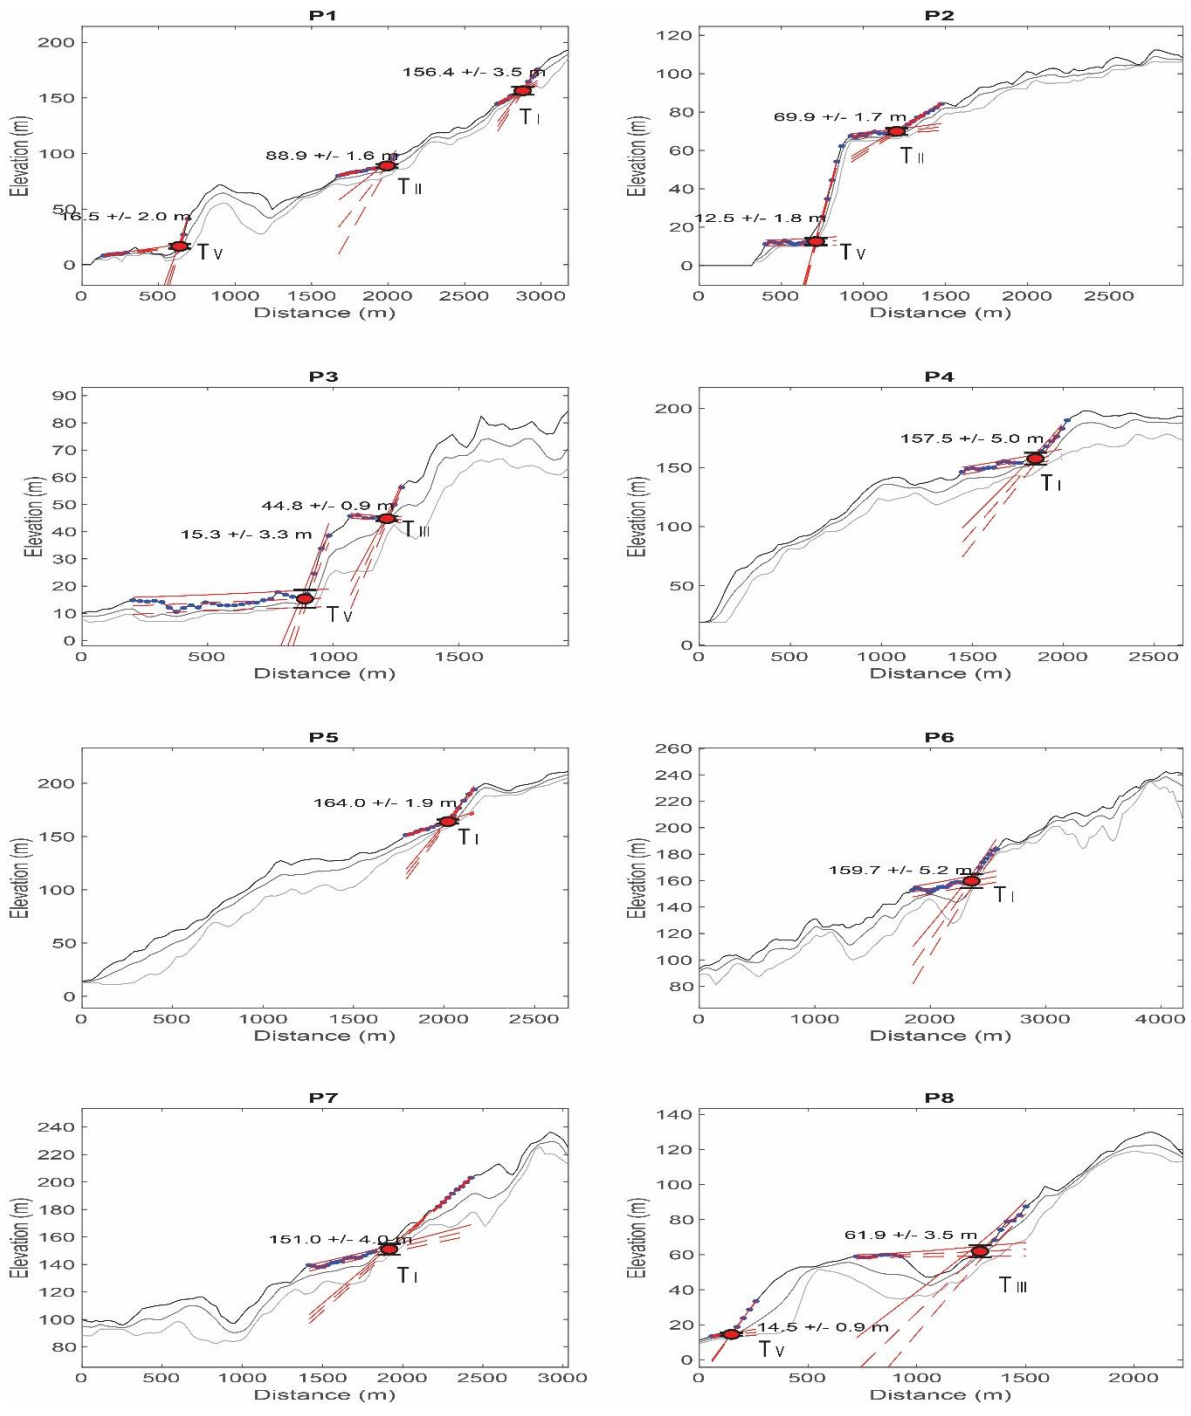 P1
Elevation (m)
200
150
100
50
0
156.4 +/- 3.5 m
T I
88.9 +/- 1.6 m
T II
16.5 +/- 2.0 m
T V
0 500 1000 1500 2000 2500 3000
Distance (m)
P2
Elevation (m)
120
100
80
60
40
20
0
69.9 +/- 1.7 m
T II
12.5 +/- 1.8 m
T V
0 500 1000 1500 2000 2500
Distance (m)
P3
Elevation (m)
90
80
70
60
50
40
30
20
10
0
44.8 +/- 0.9 m
T III
15.3 +/- 3.3 m
T V
0 500 1000 1500
Distance (m)
P4
Elevation (m)
200
150
100
50
0
157.5 +/- 5.0 m
T I
0 500 1000 1500 2000 2500
Distance (m)
P5
Elevation (m)
200
150
100
50
0
164.0 +/- 1.9 m
T I
0 500 1000 1500 2000 2500
Distance (m)
P6
Elevation (m)
260
240
220
200
180
160
140
120
100
80
159.7 +/- 5.2 m
T I
0 1000 2000 3000 4000
Distance (m)
P7
Elevation (m)
240
220
200
180
160
140
120
100
80
151.0 +/- 4.0 m
T I
0 500 1000 1500 2000 2500 3000
Distance (m)
P8
Elevation (m)
140
120
100
80
60
40
20
0
61.9 +/- 3.5 m
T III
14.5 +/- 0.9 m
T V
0 500 1000 1500 2000
Distance (m)